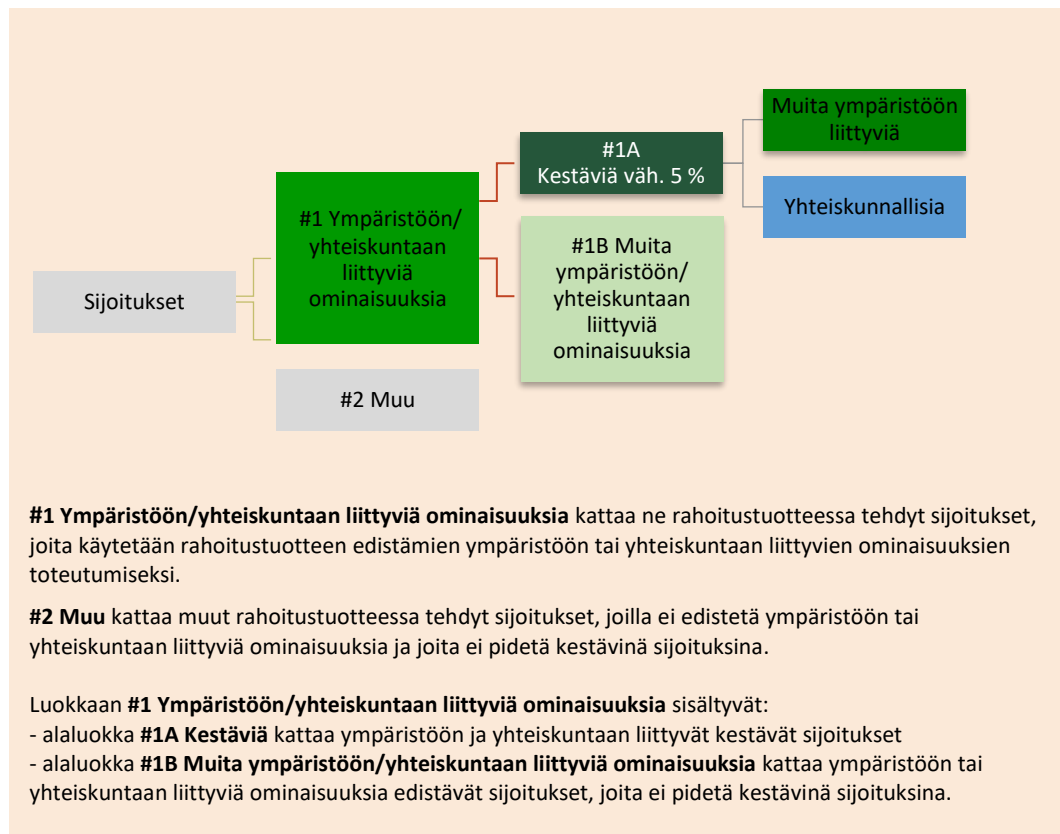 Sijoitukset
#1 Ympäristöön/
yhteiskuntaan
liittyviä
ominaisuuksia
#2 Muu
#1A
Kestäviä väh. 5 %
#1B Muita
ympäristöön/
yhteiskuntaan
liittyviä
ominaisuuksia
Muita ympäristöön
liittyviä
Yhteiskunnallisia
#1 Ympäristöön/yhteiskuntaan liittyviä ominaisuuksia kattaa ne rahoitustuotteessa tehdyt sijoitukset,
joita käytetään rahoitustuotteen edistämien ympäristöön tai yhteiskuntaan liittyvien ominaisuuksien
toteutumiseksi.
#2 Muu kattaa muut rahoitustuotteessa tehdyt sijoitukset, joilla ei edistetä ympäristöön tai
yhteiskuntaan liittyviä ominaisuuksia ja joita ei pidetä kestävinä sijoituksina.
Luokkaan #1 Ympäristöön/yhteiskuntaan liittyviä ominaisuuksia sisältyvät:
- alaluokka #1A Kestäviä kattaa ympäristöön ja yhteiskuntaan liittyvät kestävät sijoitukset
- alaluokka #1B Muita ympäristöön/yhteiskuntaan liittyviä ominaisuuksia kattaa ympäristöön tai
yhteiskuntaan liittyviä ominaisuuksia edistävät sijoitukset, joita ei pidetä kestävinä sijoituksina.